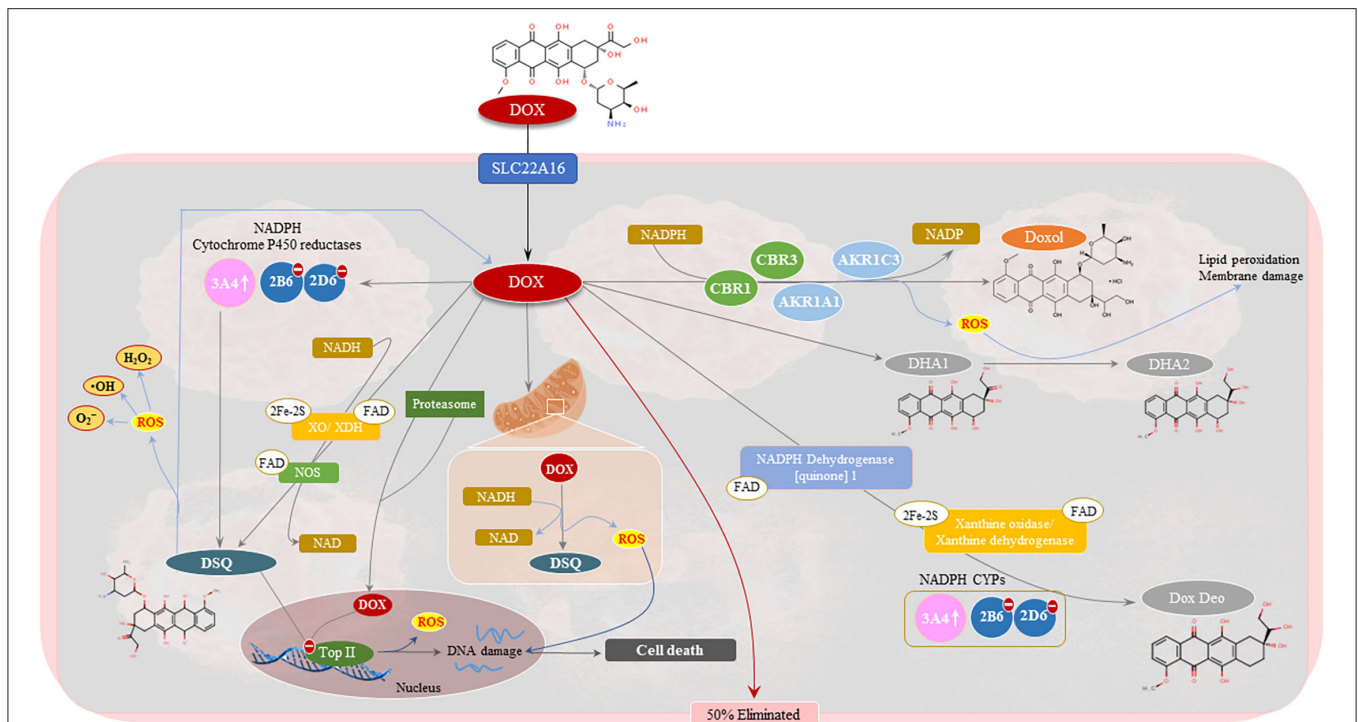 DOX
SLC22A16
NADPH
Cytochrome P450 reductases
3A4↑
2B6
2D6
DOX
NADPH
CBR3
CBR1
AKR1C3
AKR1A1
NADP
Doxol
• HCl
Lipid peroxidation
Membrane damage
ROS
DHA1
DHA2
H₂O₂
•OH
O₂⁻
ROS
NADH
2Fe-2S
FAD
XO/ XDH
FAD
NOS
NAD
Proteasome
DOX
NADH
NAD
ROS
DSQ
DSQ
NADPH Dehydrogenase
[quinone] 1
FAD
2Fe-2S
FAD
Xanthine oxidase/
Xanthine dehydrogenase
NADPH CYPs
3A4↑
2B6
2D6
Dox Deo
DOX
ROS
Top II
DNA damage
Nucleus
Cell death
50% Eliminated